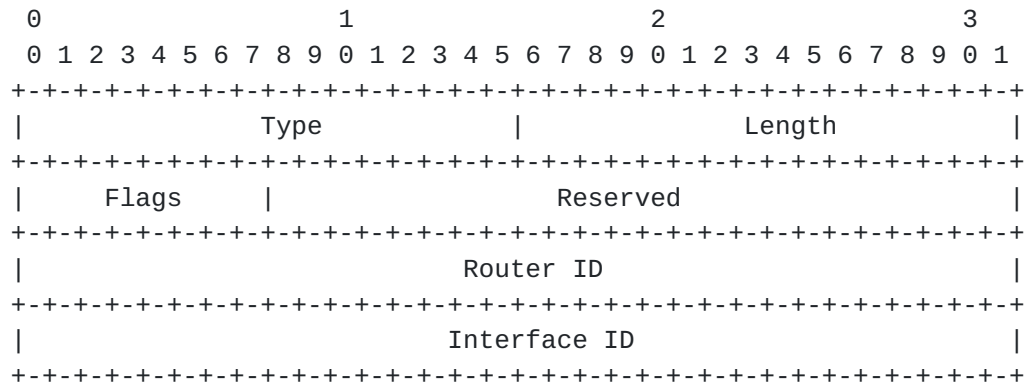 0                   1                   2                   3
 0 1 2 3 4 5 6 7 8 9 0 1 2 3 4 5 6 7 8 9 0 1 2 3 4 5 6 7 8 9 0 1
+-+-+-+-+-+-+-+-+-+-+-+-+-+-+-+-+-+-+-+-+-+-+-+-+-+-+-+-+-+-+-+-+
|               Type            |              Length           |
+-+-+-+-+-+-+-+-+-+-+-+-+-+-+-+-+-+-+-+-+-+-+-+-+-+-+-+-+-+-+-+-+
|     Flags     |                  Reserved                     |
+-+-+-+-+-+-+-+-+-+-+-+-+-+-+-+-+-+-+-+-+-+-+-+-+-+-+-+-+-+-+-+-+
|                            Router ID                          |
+-+-+-+-+-+-+-+-+-+-+-+-+-+-+-+-+-+-+-+-+-+-+-+-+-+-+-+-+-+-+-+-+
|                           Interface ID                        |
+-+-+-+-+-+-+-+-+-+-+-+-+-+-+-+-+-+-+-+-+-+-+-+-+-+-+-+-+-+-+-+-+